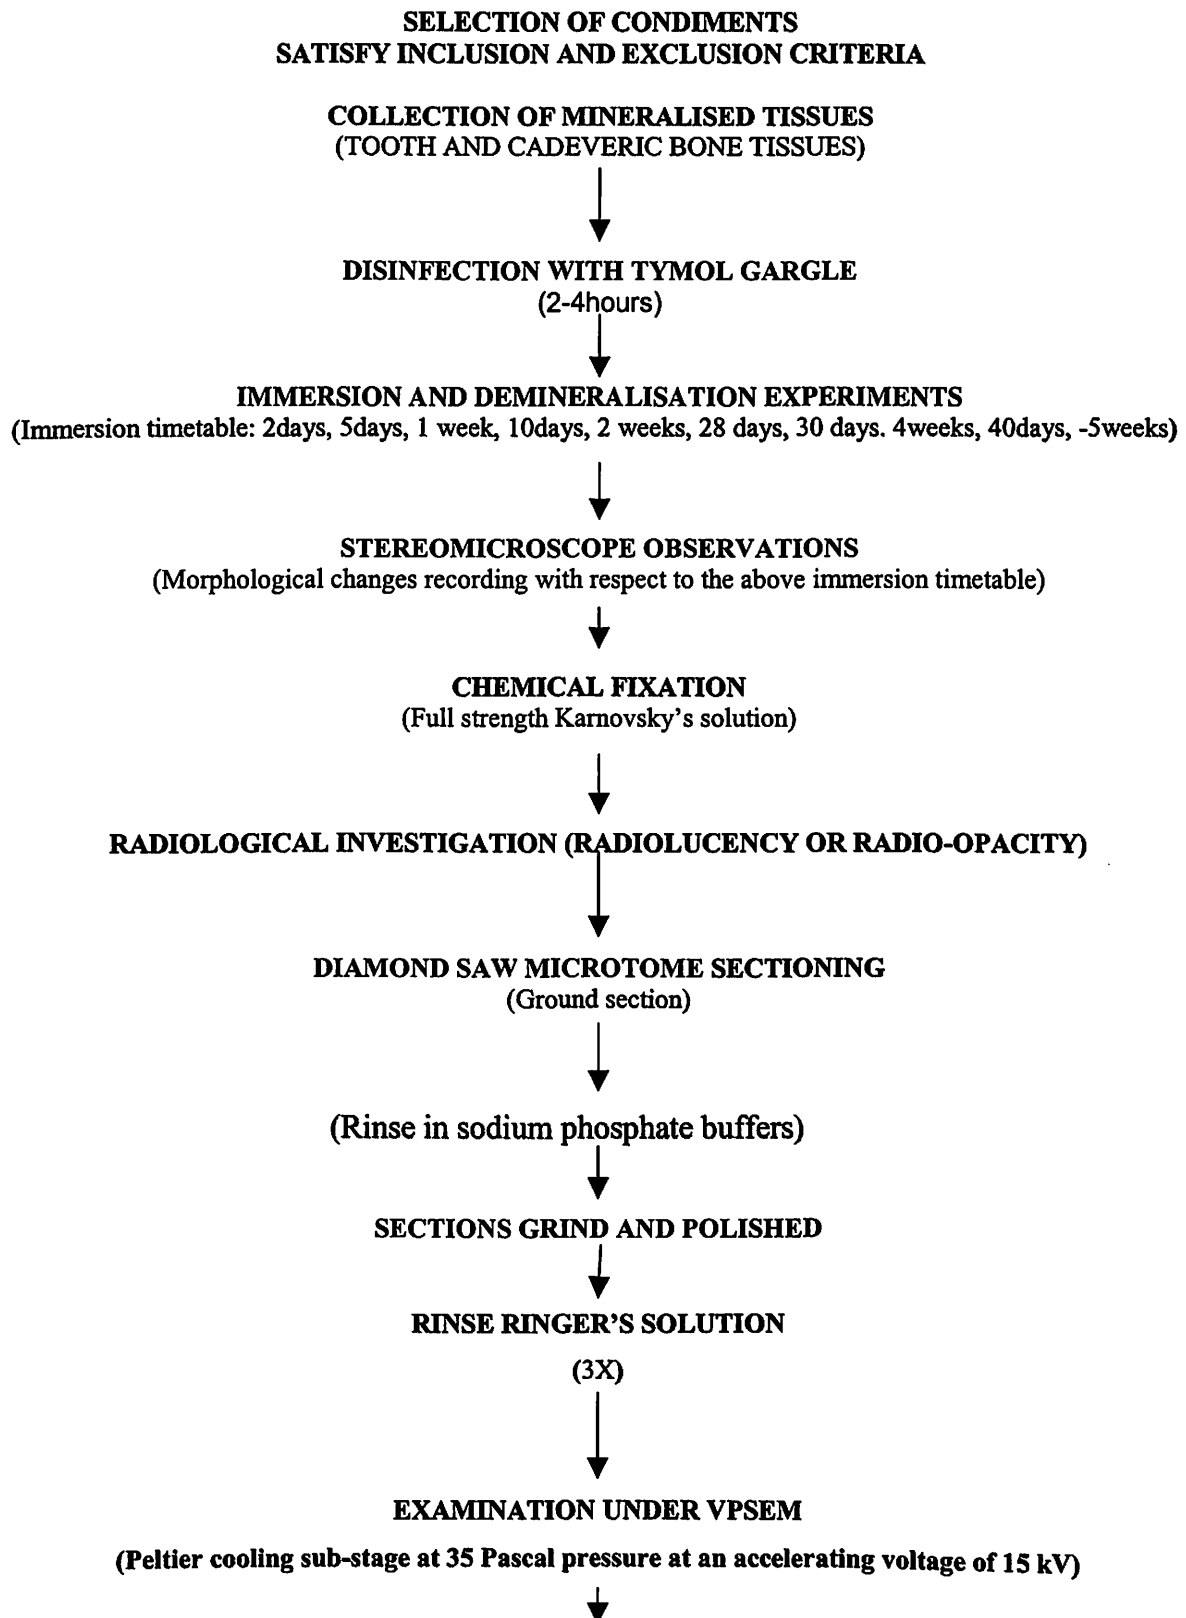 SELECTION OF CONDIMENTS
SATISFY INCLUSION AND EXCLUSION CRITERIA
COLLECTION OF MINERALISED TISSUES
(TOOTH AND CADEVERIC BONE TISSUES)
DISINFECTION WITH TYMOL GARGLE
(2-4hours)
IMMERSION AND DEMINERALISATION EXPERIMENTS
(Immersion timetable: 2days, 5days, 1 week, 10days, 2 weeks, 28 days, 30 days. 4weeks, 40days, -5weeks)
STEREOMICROSCOPE OBSERVATIONS
(Morphological changes recording with respect to the above immersion timetable)
CHEMICAL FIXATION
(Full strength Karnovsky's solution)
RADIOLOGICAL INVESTIGATION (RADIOLUCENCY OR RADIO-OPACITY)
DIAMOND SAW MICROTOME SECTIONING
(Ground section)
(Rinse in sodium phosphate buffers)
SECTIONS GRIND AND POLISHED
RINSE RINGER'S SOLUTION
(3X)
EXAMINATION UNDER VPSEM
(Peltier cooling sub-stage at 35 Pascal pressure at an accelerating voltage of 15 kV)